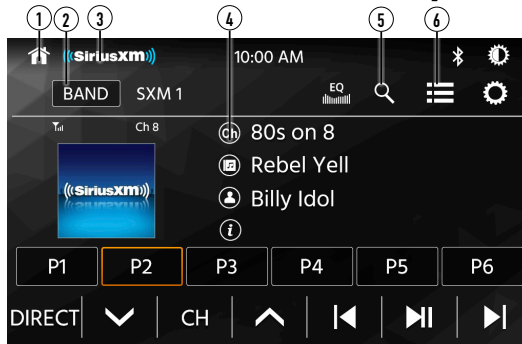 1 2 3 4 5 6
((SiriusXM)) 10:00 AM
BAND SXM 1 EQ
Ch 8
Ch 80s on 8
Rebel Yell
((SiriusXM))
Billy Idol
i
P1 P2 P3 P4 P5 P6
DIRECT CH